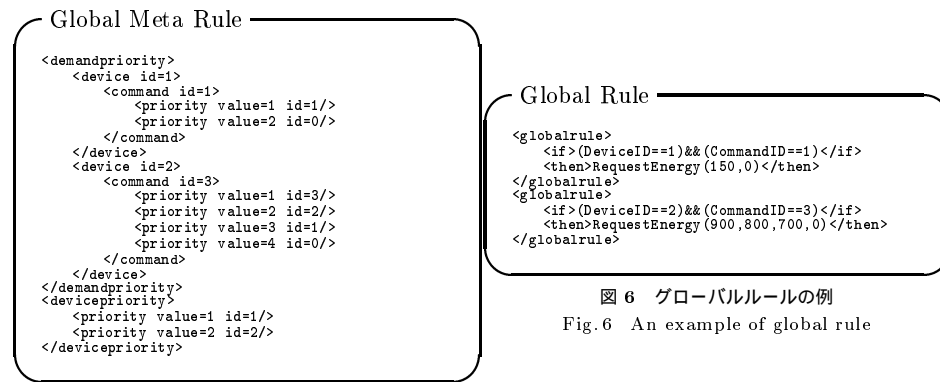 Global Meta Rule
<demandpriority>
<device id=1>
<command id=1>
<priority value=1 id=1/>
<priority value=2 id=0/>
</command>
</device>
<device id=2>
<command id=3>
<priority value=1 id=3/>
<priority value=2 id=2/>
<priority value=3 id=1/>
<priority value=4 id=0/>
</command>
</device>
</demandpriority>
<devicepriority>
<priority value=1 id=1/>
<priority value=2 id=2/>
</devicepriority>
Global Rule
<globalrule>
<if>(DeviceID==1)&&(CommandID==1)</if>
<then>RequestEnergy(150,0)</then>
</globalrule>
<globalrule>
<if>(DeviceID==2)&&(CommandID==3)</if>
<then>RequestEnergy(900,800,700,0)</then>
</globalrule>
図 6 グローバルルールの例
Fig. 6 An example of global rule